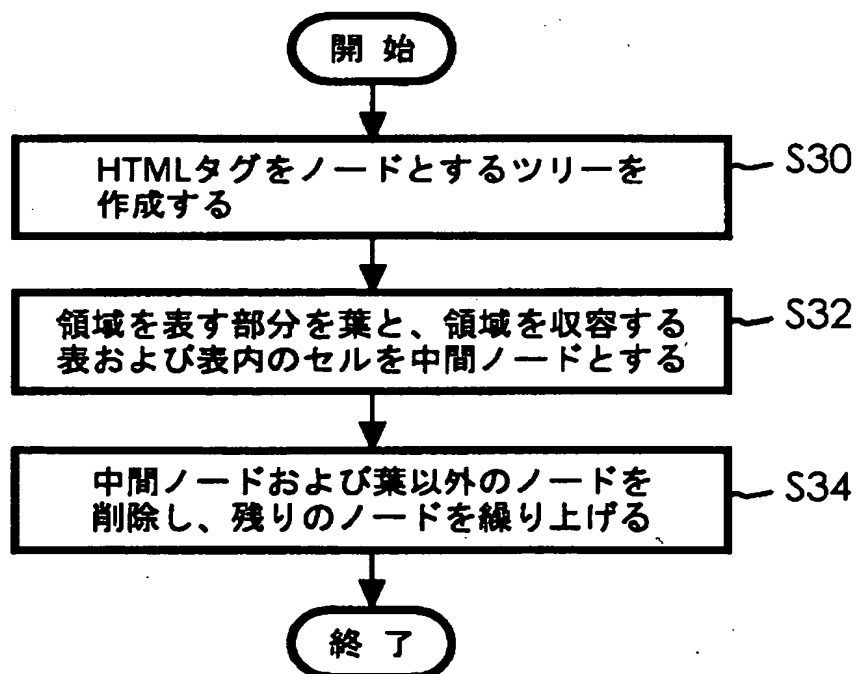 開始
HTMLタグをノードとするツリーを
作成する
S30
領域を表す部分を葉と、領域を収容する
表および表内のセルを中間ノードとする
S32
中間ノードおよび葉以外のノードを
削除し、残りのノードを繰り上げる
S34
終了